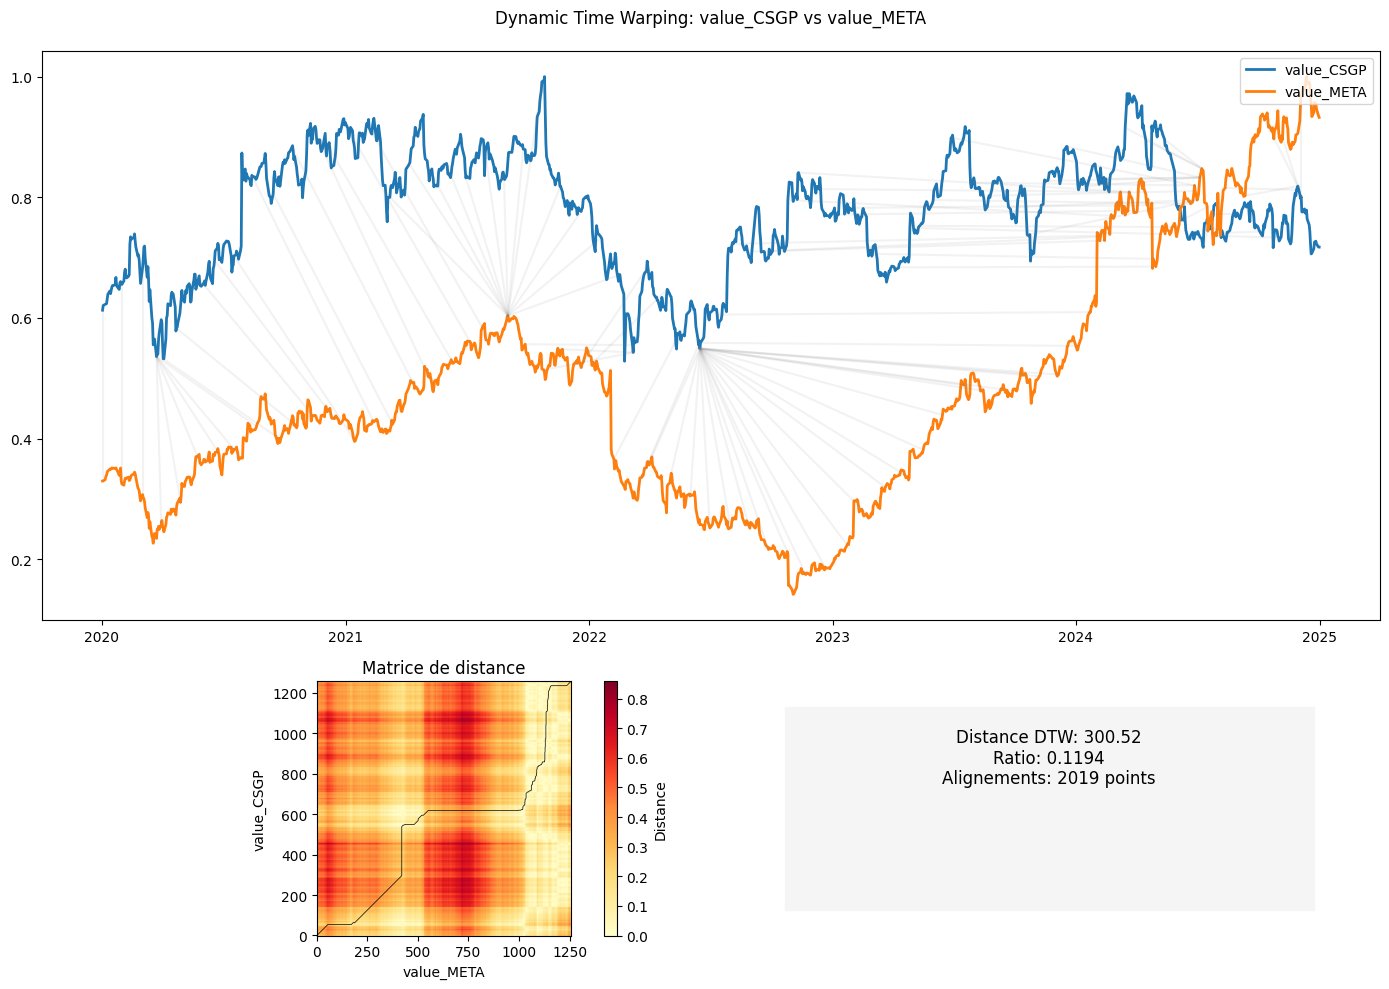 Dynamic Time Warping: value_CSGP vs value_META
value_CSGP
value_META
1.0
0.8
0.6
0.4
0.2
2020 2021 2022 2023 2024 2025
Matrice de distance
1200
1000
800
600
400
200
0
value_CSGP
0 250 500 750 1000 1250
value_META
0.8
0.7
0.6
0.5
0.4
0.3
0.2
0.1
0.0
Distance
Distance DTW: 300.52
Ratio: 0.1194
Alignements: 2019 points